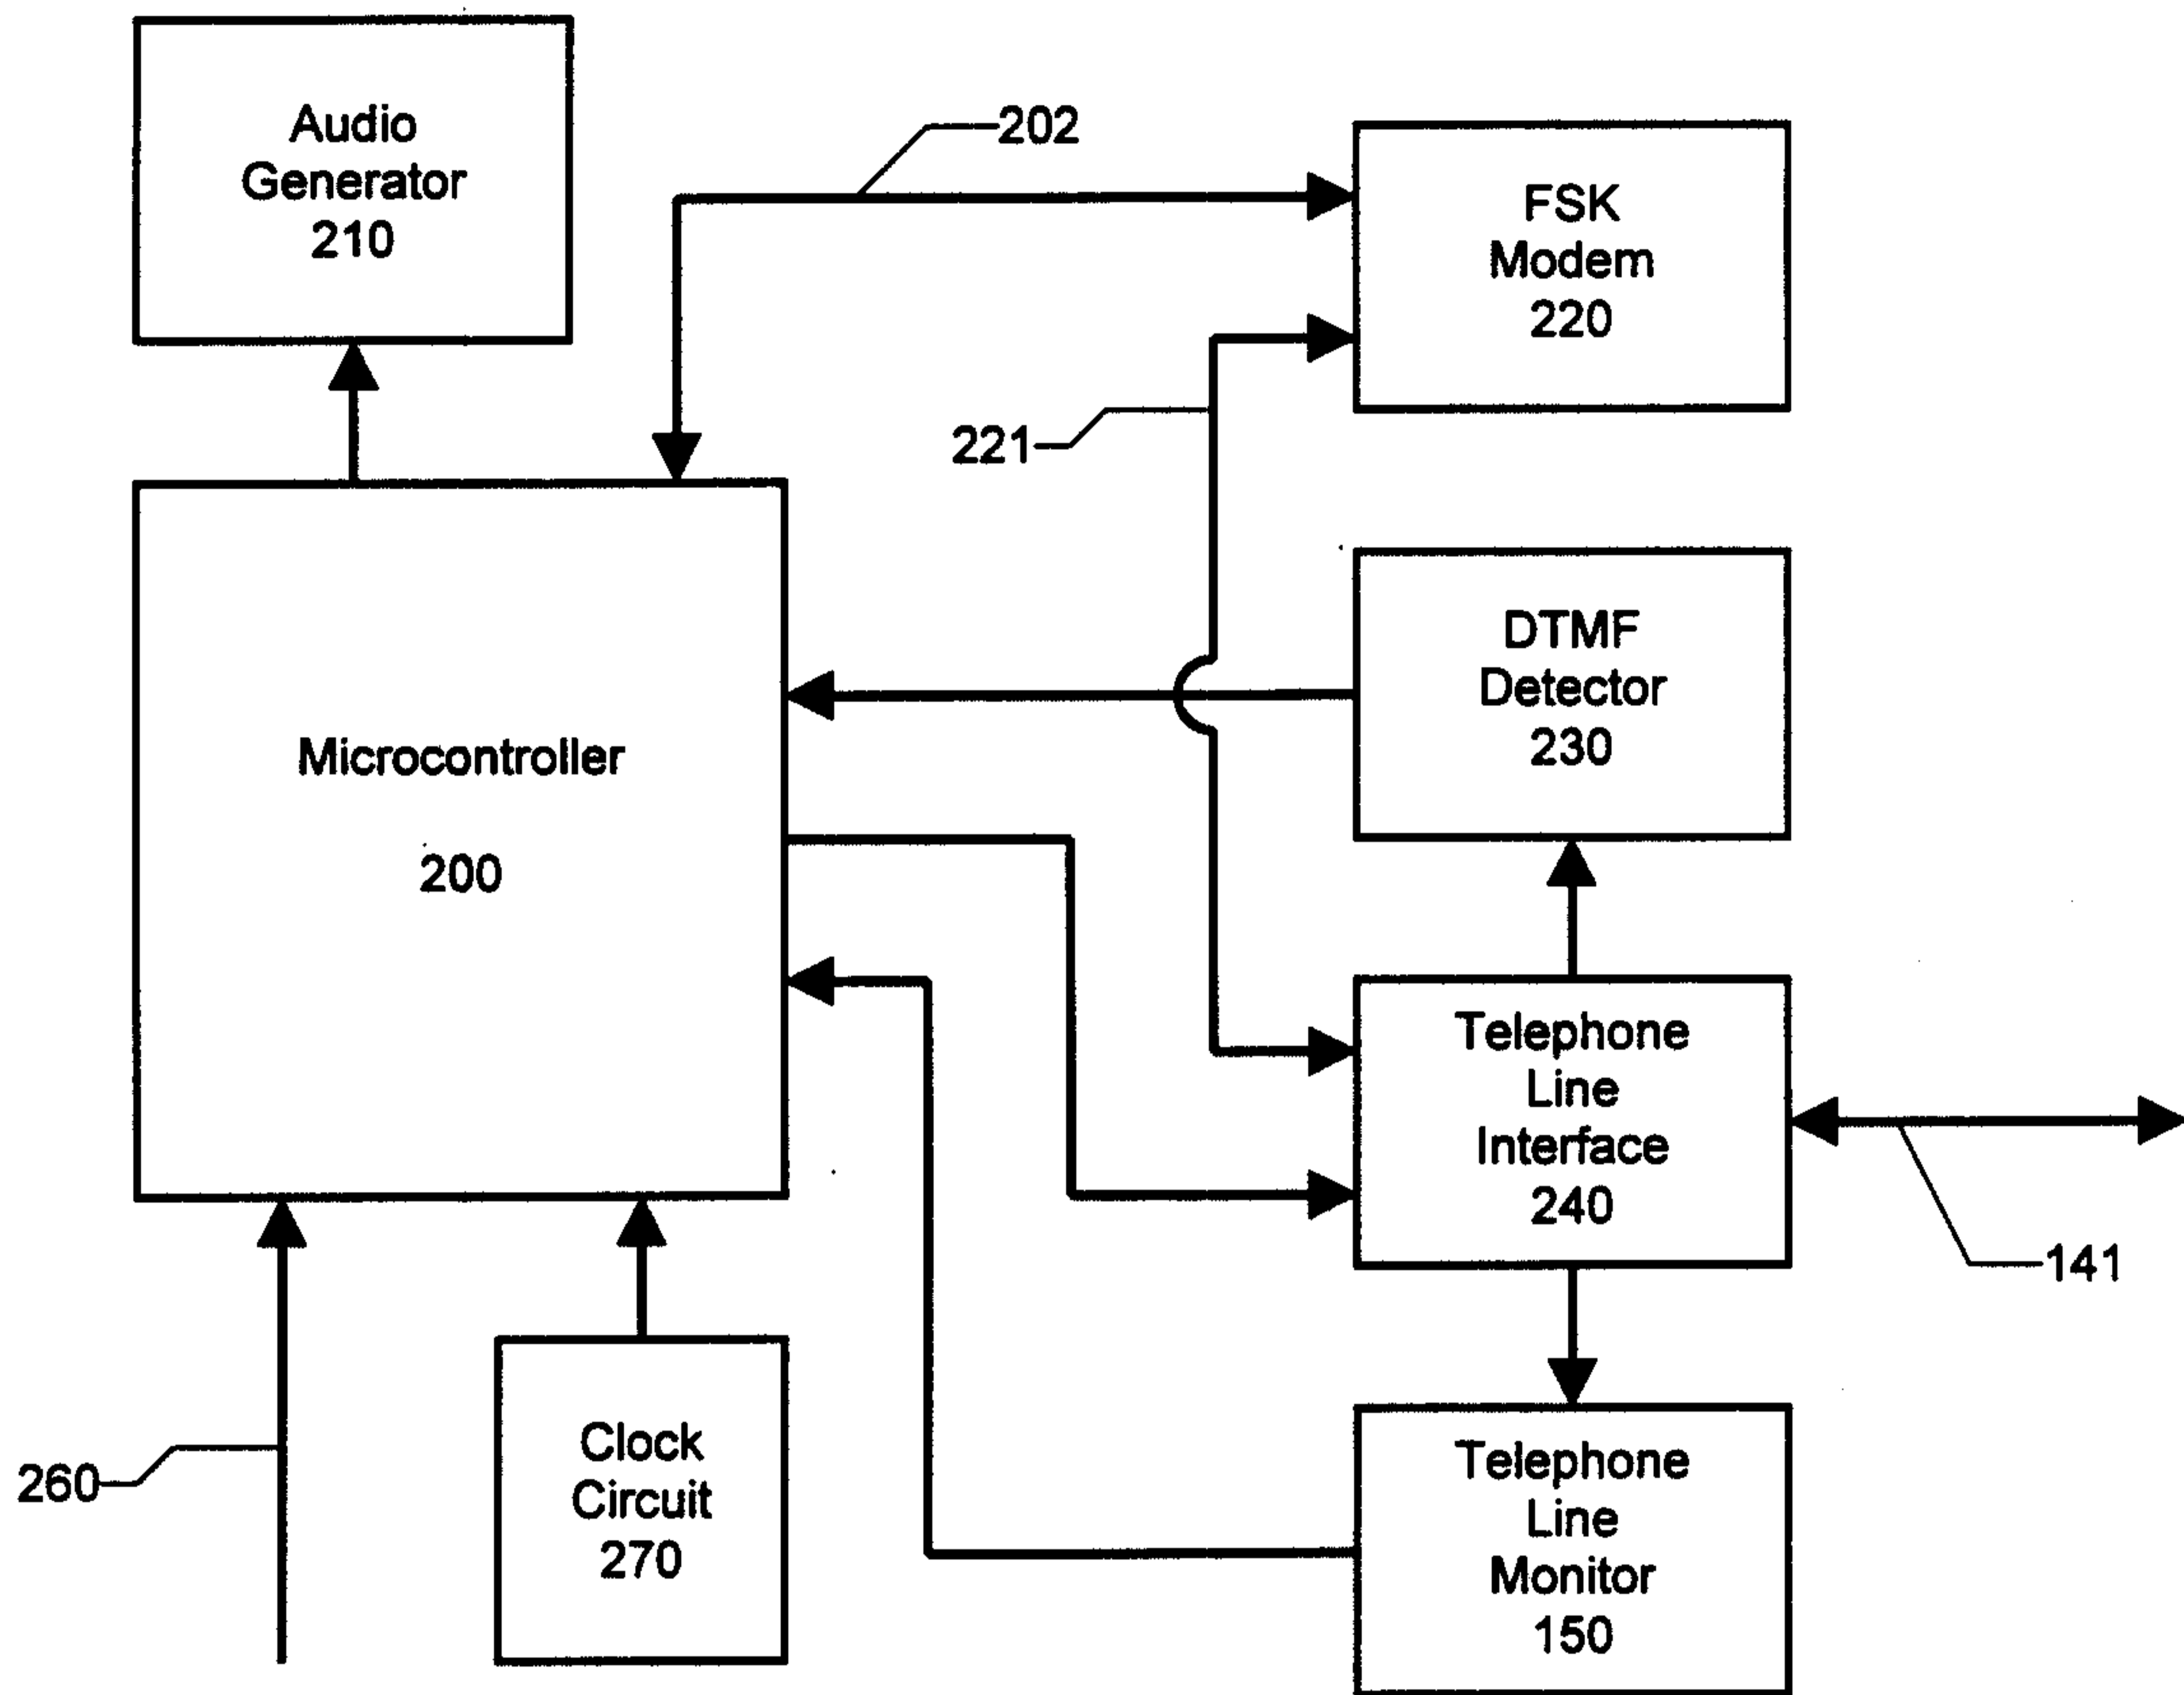 Audio
Generator
210
202
FSK
Modem
220
221
DTMF
Detector
230
Microcontroller
200
Telephone
Line
Interface
240
141
260
Clock
Circuit
270
Telephone
Line
Monitor
150